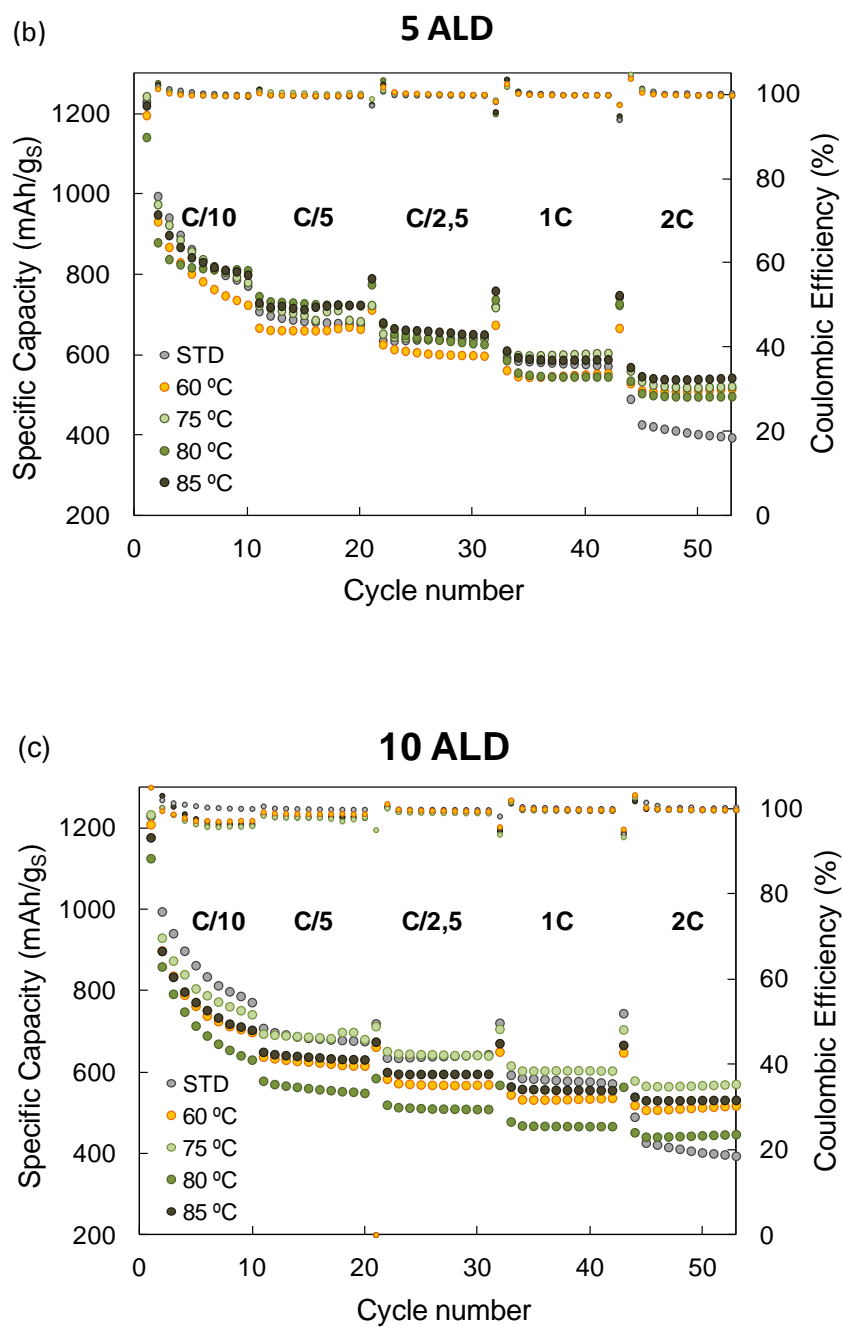 (b)
5 ALD
1200
1000
800
600
400
200
Specific Capacity (mAh/gS)
C/10
C/5
C/2,5
1C
2C
STD
60 ºC
75 ºC
80 ºC
85 ºC
100
80
60
40
20
0
Coulombic Efficiency (%)
0
10
20
30
40
50
Cycle number
(c)
10 ALD
1200
1000
800
600
400
200
Specific Capacity (mAh/gS)
C/10
C/5
C/2,5
1C
2C
STD
60 ºC
75 ºC
80 ºC
85 ºC
100
80
60
40
20
0
Coulombic Efficiency (%)
0
10
20
30
40
50
Cycle number